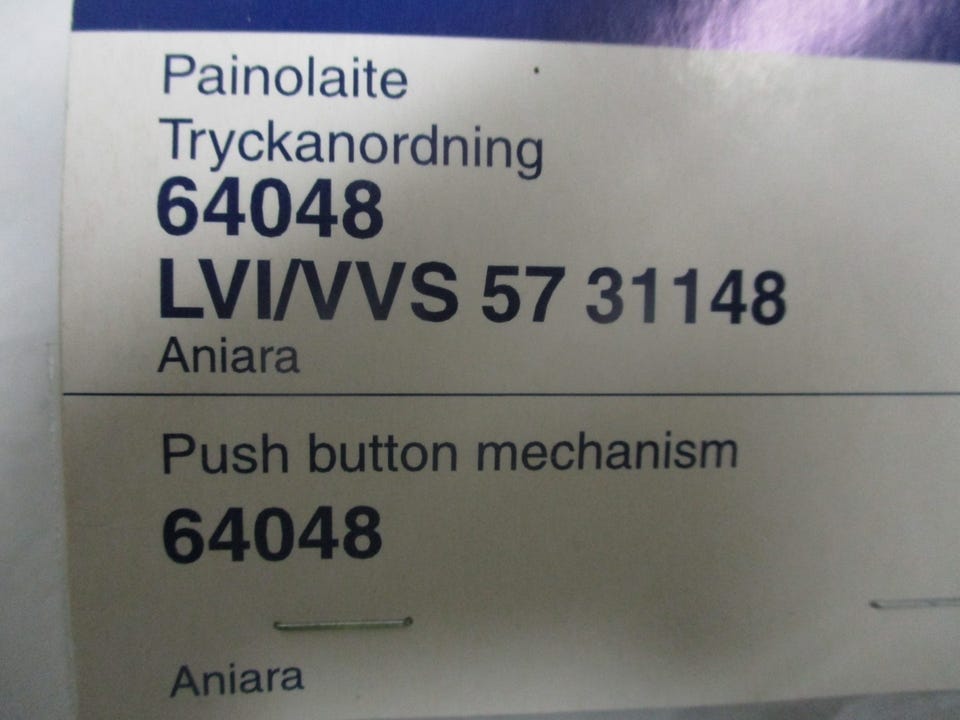 Painolaite
Tryckanordning
64048
LVI/VVS 57 31148
Aniara
Push button mechanism
64048
Aniara